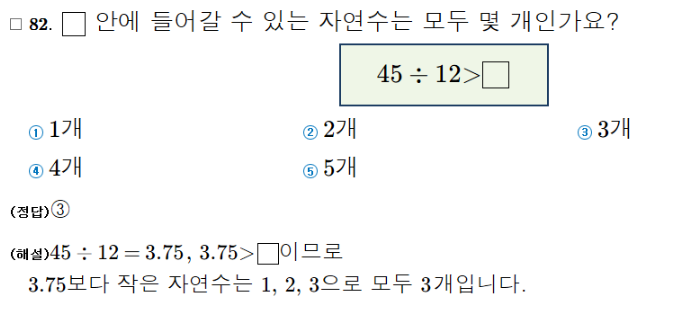 □ 82. □ 안에 들어갈 수 있는 자연수는 모두 몇 개인가요?
45 ÷ 12>□
① 1개 ② 2개 ③ 3개
④ 4개 ⑤ 5개
(정답)③
(해설)45 ÷ 12 = 3.75, 3.75>□이므로
3.75보다 작은 자연수는 1, 2, 3으로 모두 3개입니다.